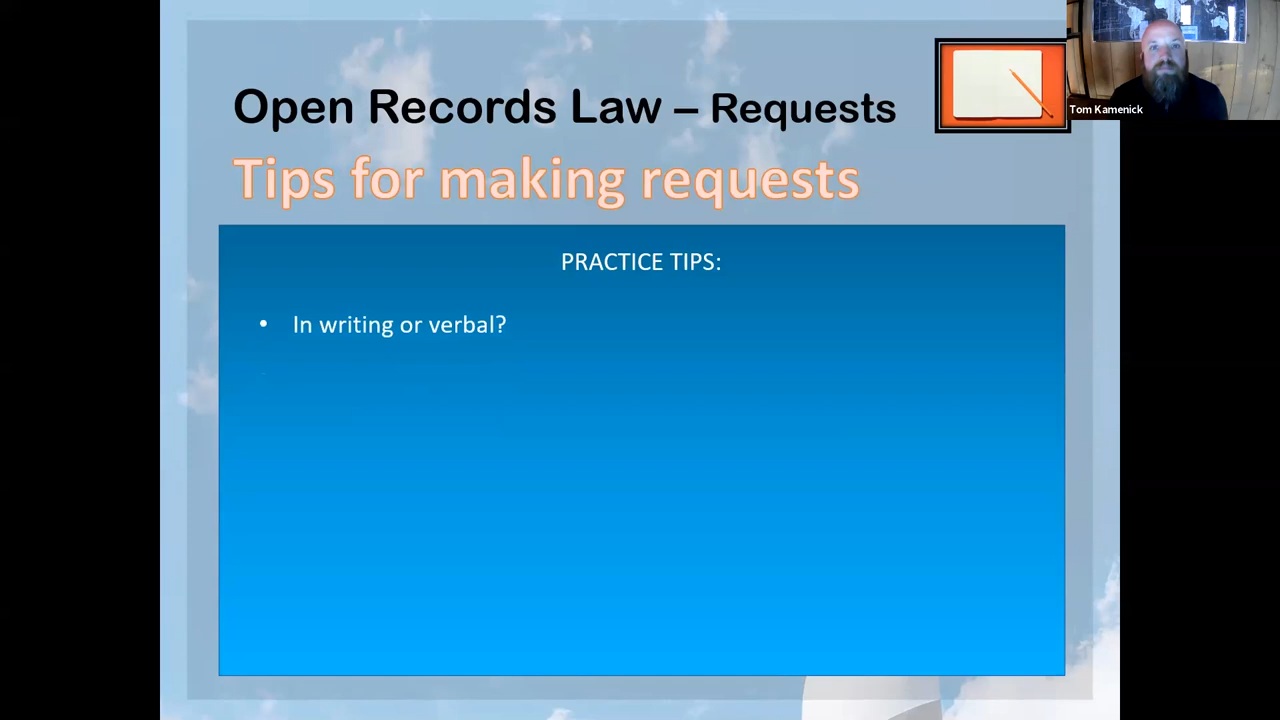 Open Records Law – Requests
Tom Kamenick
Tips for making requests
PRACTICE TIPS:
• In writing or verbal?